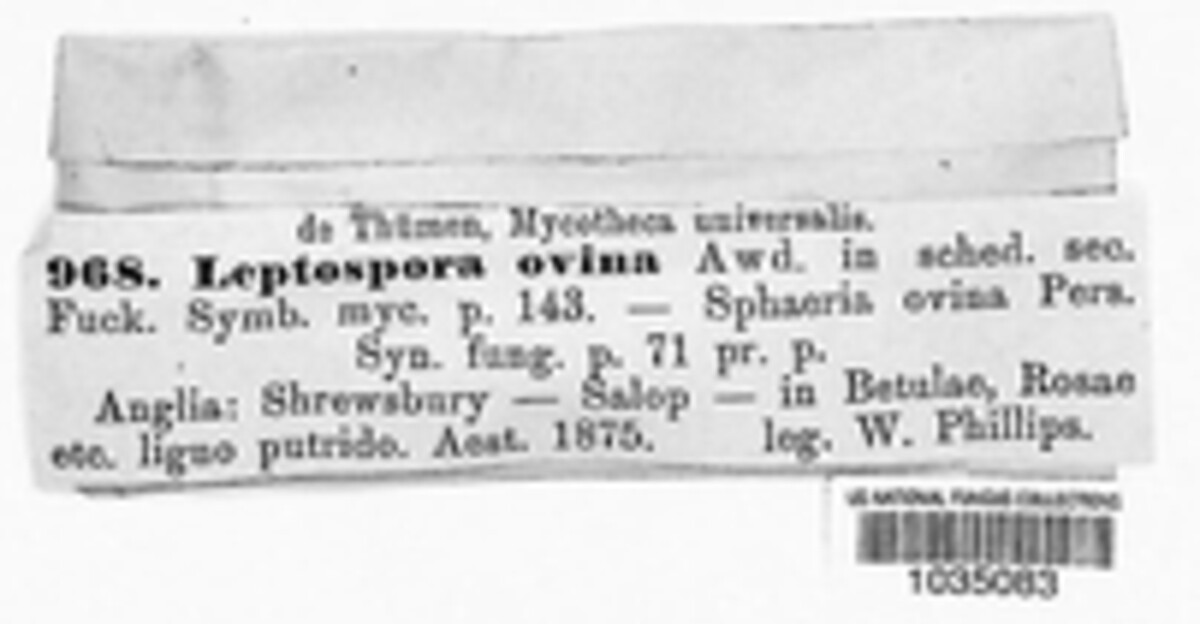 de Thümen, Mycotheca universalis.
968. Leptospora ovina Awd. in sched. sec.
Fuck. Symb. myc. p. 143. — Sphaeria ovina Pers.
Syn. fung. p. 71 pr. p.
Anglia: Shrewsbury — Salop — in Betulae, Rosae
etc. ligno putrido. Aest. 1875. leg. W. Phillips.
US NATIONAL FUNGUS COLLECTIONS
1035083